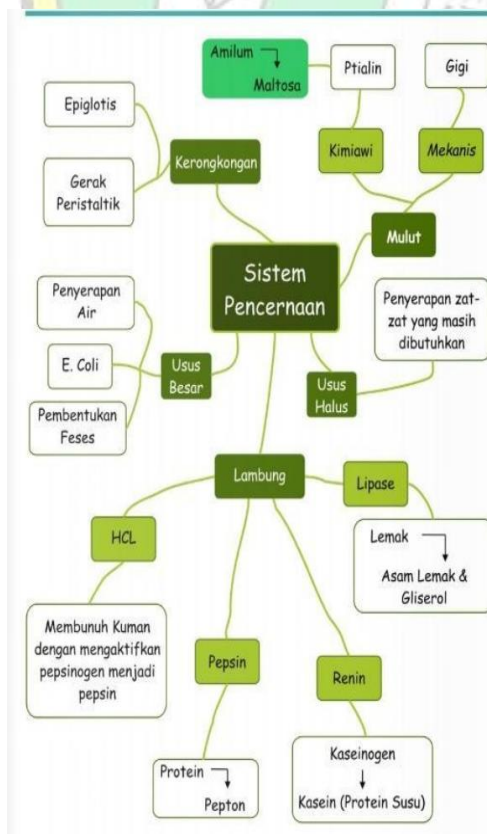 Amilum
Maltosa
Ptialin
Gigi
Epiglotis
Kerongkongan
Kimiawi
Mekanis
Gerak
Peristaltik
Mulut
Sistem
Pencernaan
Penyerapan
Air
Penyerapan zat-
zat yang masih
dibutuhkan
E. Coli
Usus
Besar
Usus
Halus
Pembentukan
Feses
Lambung
Lipase
HCL
Lemak
Asam Lemak &
Gliserol
Membunuh Kuman
dengan mengaktifkan
pepsinogen menjadi
pepsin
Pepsin
Renin
Protein
Pepton
Kaseinogen
Kasein (Protein Susu)